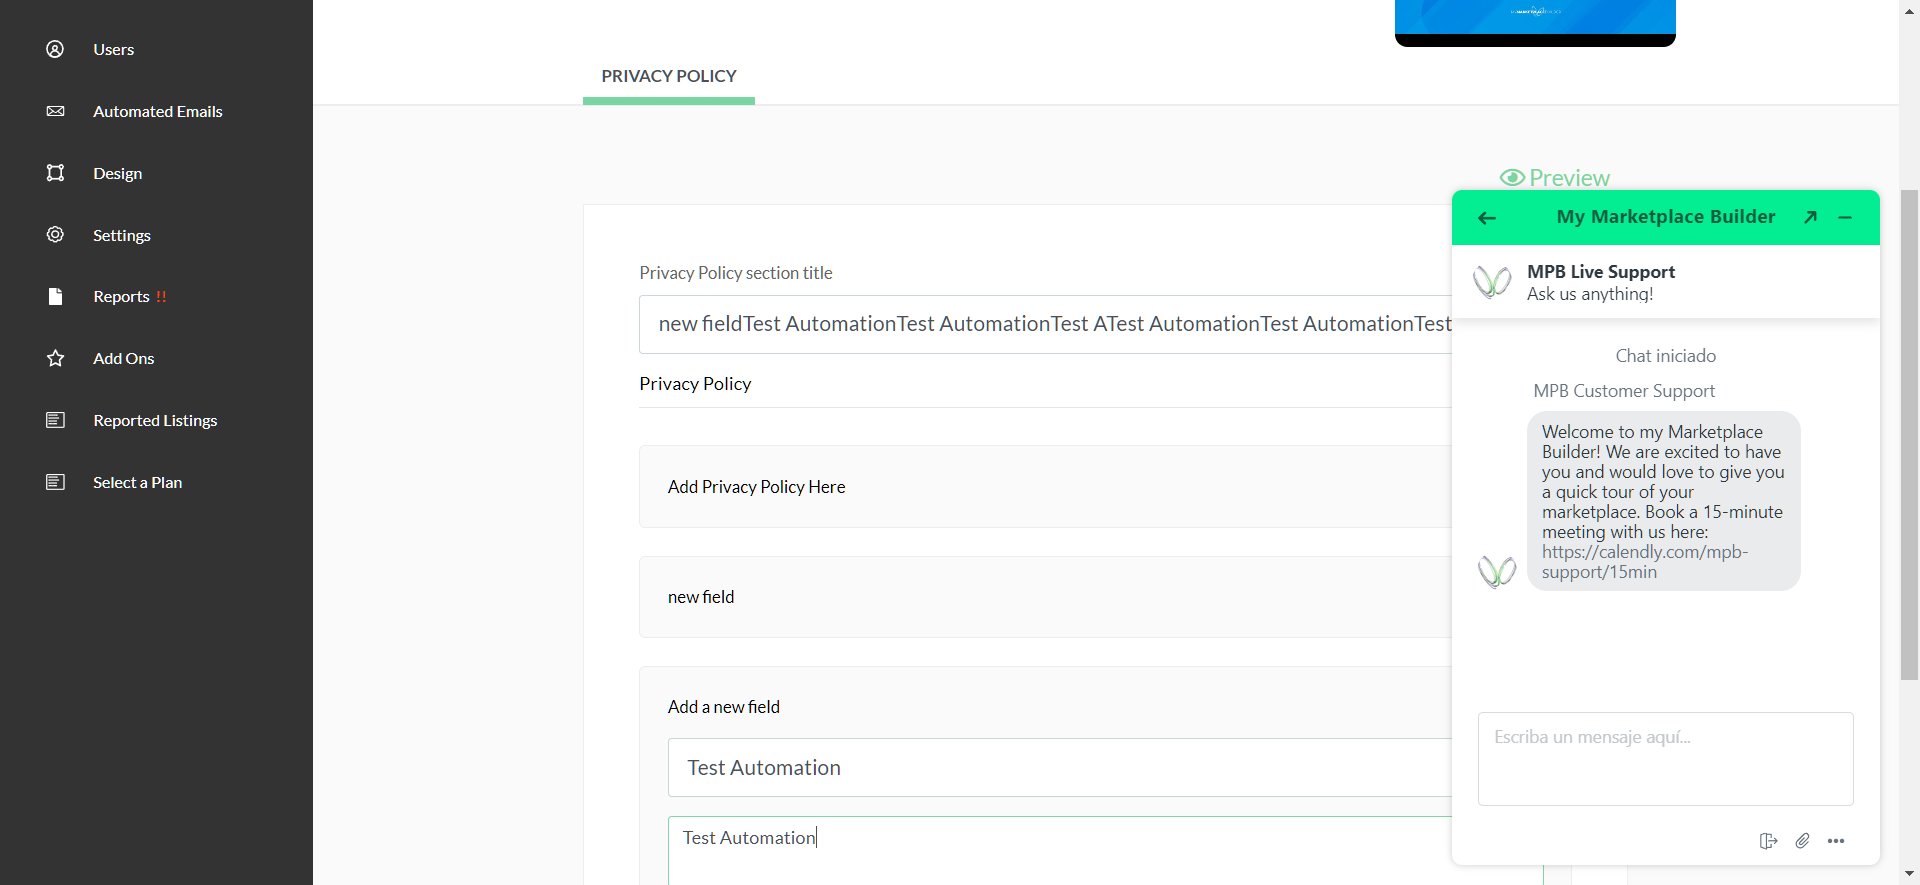 Users
Automated Emails
Design
Settings
Reports !!
Add Ons
Reported Listings
Select a Plan
PRIVACY POLICY
Preview
Privacy Policy section title
new fieldTest AutomationTest AutomationTest ATest AutomationTest AutomationTest
Privacy Policy
Add Privacy Policy Here
new field
Add a new field
Test Automation
Test Automation
My Marketplace Builder
MPB Live Support
Ask us anything!
Chat iniciado
MPB Customer Support
Welcome to my Marketplace
Builder! We are excited to have
you and would love to give you
a quick tour of your
marketplace. Book a 15-minute
meeting with us here:
https://calendly.com/mpb-
support/15min
Escriba un mensaje aquí...